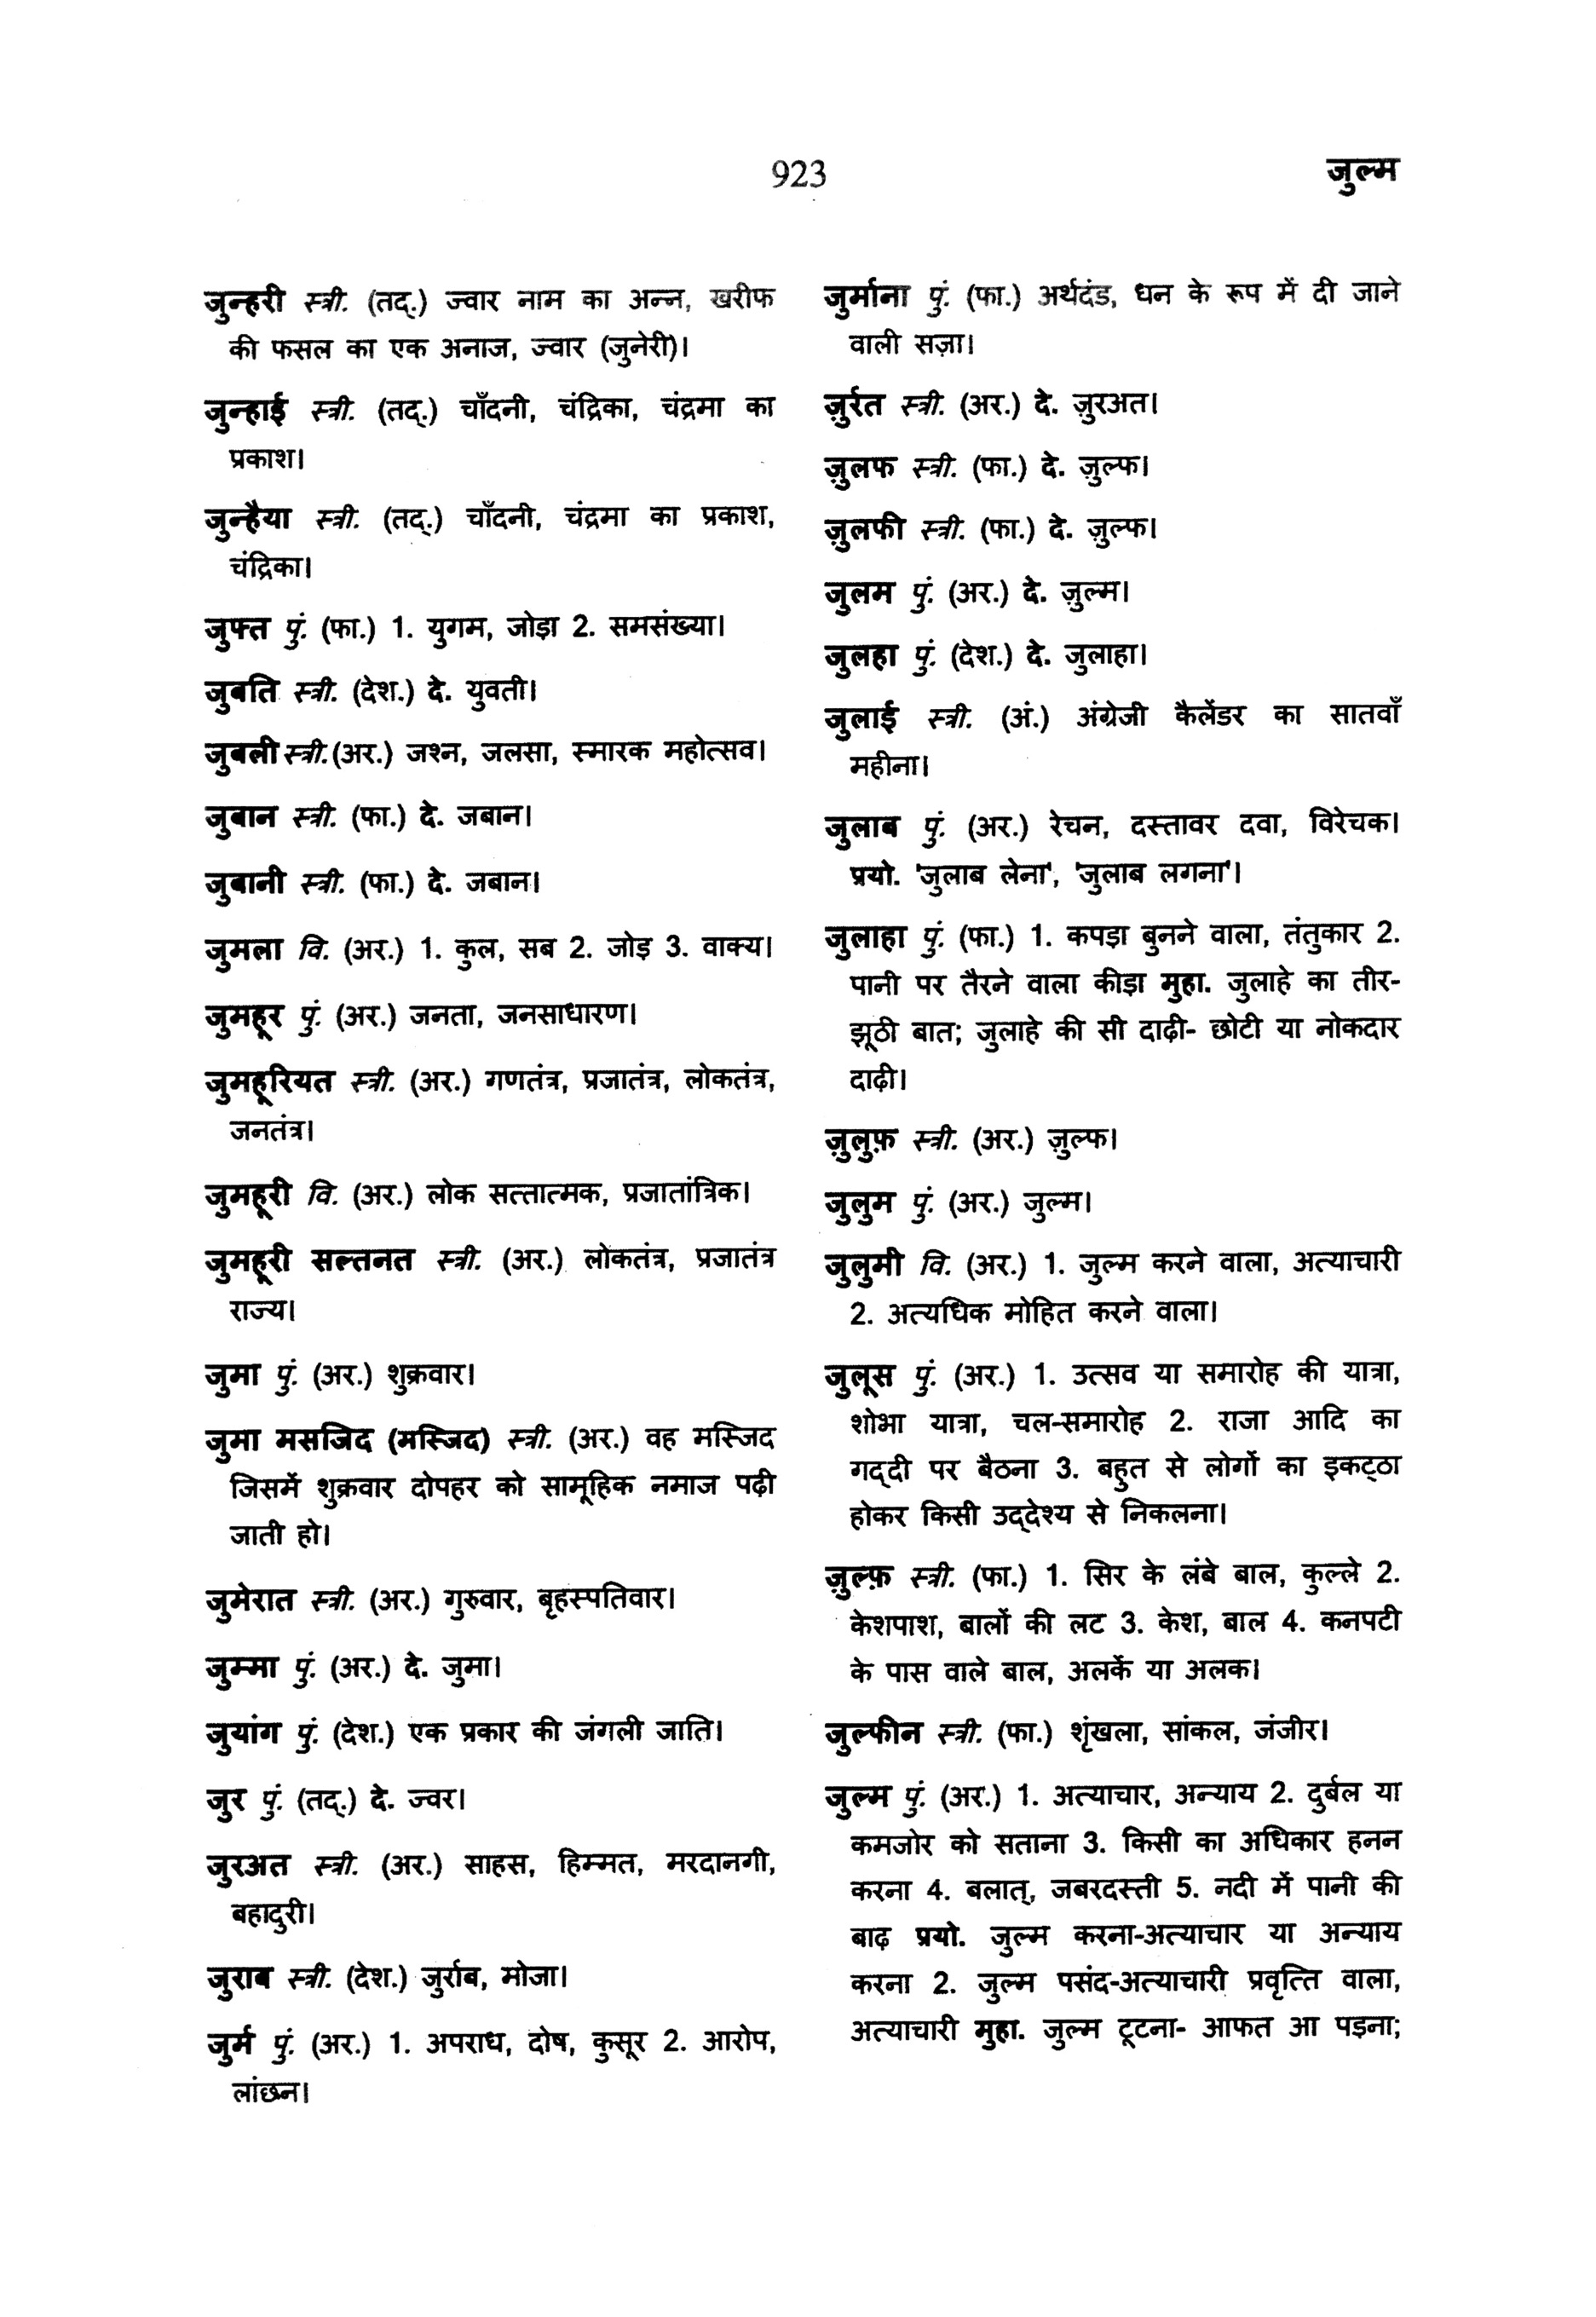 923
जुल्म
जुन्हरी स्त्री. (तद्.) ज्वार नाम का अन्न, खरीफ
की फसल का एक अनाज, ज्वार (जुनेरी)।
जुन्हाई स्त्री. (तद्.) चाँदनी, चंद्रिका, चंद्रमा का
प्रकाश।
जुन्हैया स्त्री. (तद्.) चाँदनी, चंद्रमा का प्रकाश,
चंद्रिका।
जुफ्त पुं. (फा.) 1. युगम, जोड़ा 2. समसंख्या।
जुबति स्त्री. (देश.) दे. युवती।
जुबली स्त्री. (अर.) जश्न, जलसा, स्मारक महोत्सव।
जुबान स्त्री. (फा.) दे. जबान।
जुबानी स्त्री. (फा.) दे. जबान।
जुमला वि. (अर.) 1. कुल, सब 2. जोड़ 3. वाक्य।
जुमहूर पुं. (अर.) जनता, जनसाधारण।
जुमहूरियत स्त्री. (अर.) गणतंत्र, प्रजातंत्र, लोकतंत्र,
जनतंत्र।
जुमहूरी वि. (अर.) लोक सत्तात्मक, प्रजातांत्रिक।
जुमहूरी सल्तनत स्त्री. (अर.) लोकतंत्र, प्रजातंत्र
राज्य।
जुमा पुं. (अर.) शुक्रवार।
जुमा मसजिद (मस्जिद) स्त्री. (अर.) वह मस्जिद
जिसमें शुक्रवार दोपहर को सामूहिक नमाज पढ़ी
जाती हो।
जुमेरात स्त्री. (अर.) गुरुवार, बृहस्पतिवार।
जुम्मा पुं. (अर.) दे. जुमा।
जुयांग पुं. (देश.) एक प्रकार की जंगली जाति।
जुर पुं. (तद्.) दे. ज्वर।
जुरअत स्त्री. (अर.) साहस, हिम्मत, मरदानगी,
बहादुरी।
जुराब स्त्री. (देश.) जुर्राब, मोजा।
जुर्म पुं. (अर.) 1. अपराध, दोष, कुसूर 2. आरोप,
लांछन।
जुर्माना पुं. (फा.) अर्थदंड, धन के रूप में दी जाने
वाली सज़ा।
ज़ुर्रत स्त्री. (अर.) दे. ज़ुरअत।
ज़ुलफ स्त्री. (फा.) दे. ज़ुल्फ।
ज़ुलफी स्त्री. (फा.) दे. ज़ुल्फ।
जुलम पुं. (अर.) दे. ज़ुल्म।
जुलहा पुं. (देश.) दे. जुलाहा।
जुलाई स्त्री. (अं.) अंग्रेजी कैलेंडर का सातवाँ
महीना।
जुलाब पुं. (अर.) रेचन, दस्तावर दवा, विरेचक।
प्रयो. 'जुलाब लेना', 'जुलाब लगना'।
जुलाहा पुं. (फा.) 1. कपड़ा बुनने वाला, तंतुकार 2.
पानी पर तैरने वाला कीड़ा मुहा. जुलाहे का तीर-
झूठी बात; जुलाहे की सी दाढ़ी- छोटी या नोकदार
दाढ़ी।
ज़ुलुफ़ स्त्री. (अर.) ज़ुल्फ।
जुलुम पुं. (अर.) जुल्म।
जुलुमी वि. (अर.) 1. जुल्म करने वाला, अत्याचारी
2. अत्यधिक मोहित करने वाला।
जुलूस पुं. (अर.) 1. उत्सव या समारोह की यात्रा,
शोभा यात्रा, चल-समारोह 2. राजा आदि का
गद्‌दी पर बैठना 3. बहुत से लोगों का इकट्‌ठा
होकर किसी उद्‌देश्य से निकलना।
ज़ुल्फ़ स्त्री. (फा.) 1. सिर के लंबे बाल, कुल्ले 2.
केशपाश, बालों की लट 3. केश, बाल 4. कनपटी
के पास वाले बाल, अलकें या अलक।
जुल्फीन स्त्री. (फा.) शृंखला, सांकल, जंजीर।
जुल्म पुं. (अर.) 1. अत्याचार, अन्याय 2. दुर्बल या
कमजोर को सताना 3. किसी का अधिकार हनन
करना 4. बलात्, जबरदस्ती 5. नदी में पानी की
बाढ़ प्रयो. जुल्म करना-अत्याचार या अन्याय
करना 2. जुल्म पसंद-अत्याचारी प्रवृत्ति वाला,
अत्याचारी मुहा. जुल्म टूटना- आफत आ पड़ना;